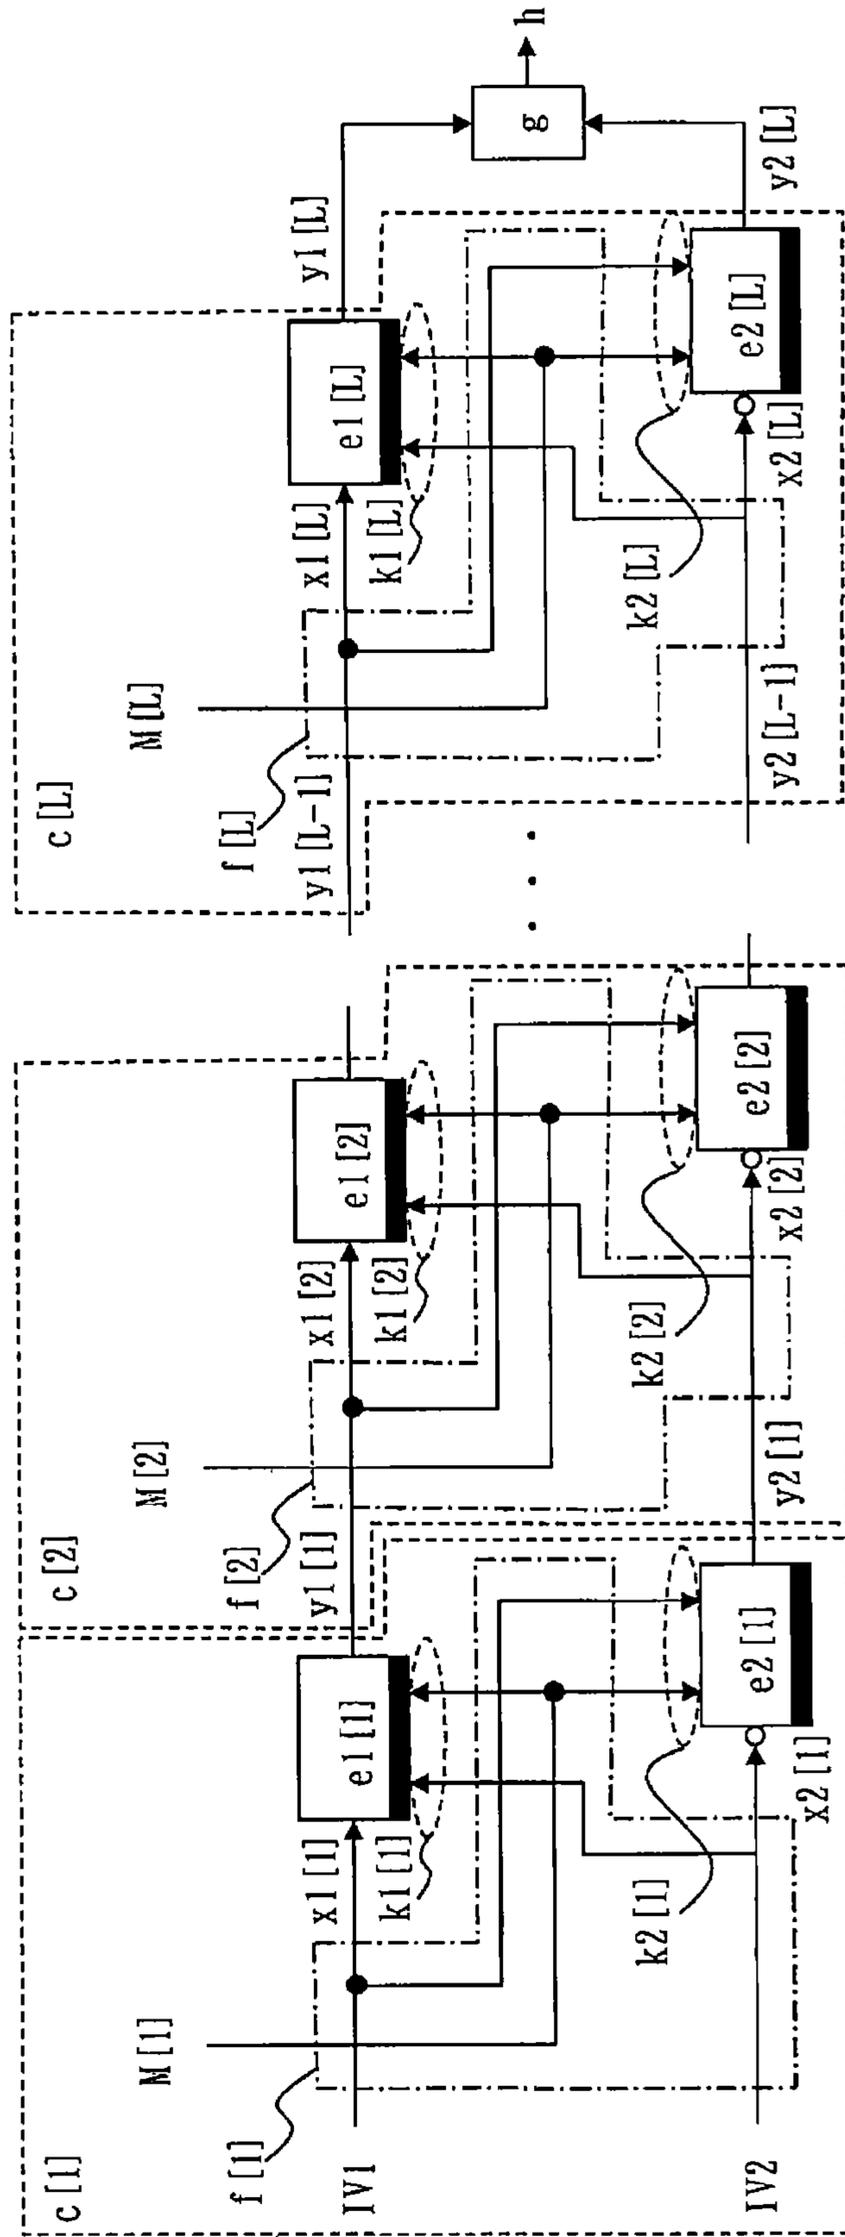 c[1]
M[1]
f[1]
IV1
x1[1]
k1[1]
e1[1]
IV2
k2[1]
x2[1]
e2[1]
c[2]
M[2]
f[2]
y1[1]
x1[2]
k1[2]
e1[2]
y2[1]
k2[2]
x2[2]
e2[2]
. . .
c[L]
M[L]
f[L]
y1[L-1]
x1[L]
k1[L]
e1[L]
y2[L-1]
k2[L]
x2[L]
e2[L]
y1[L]
y2[L]
g
h